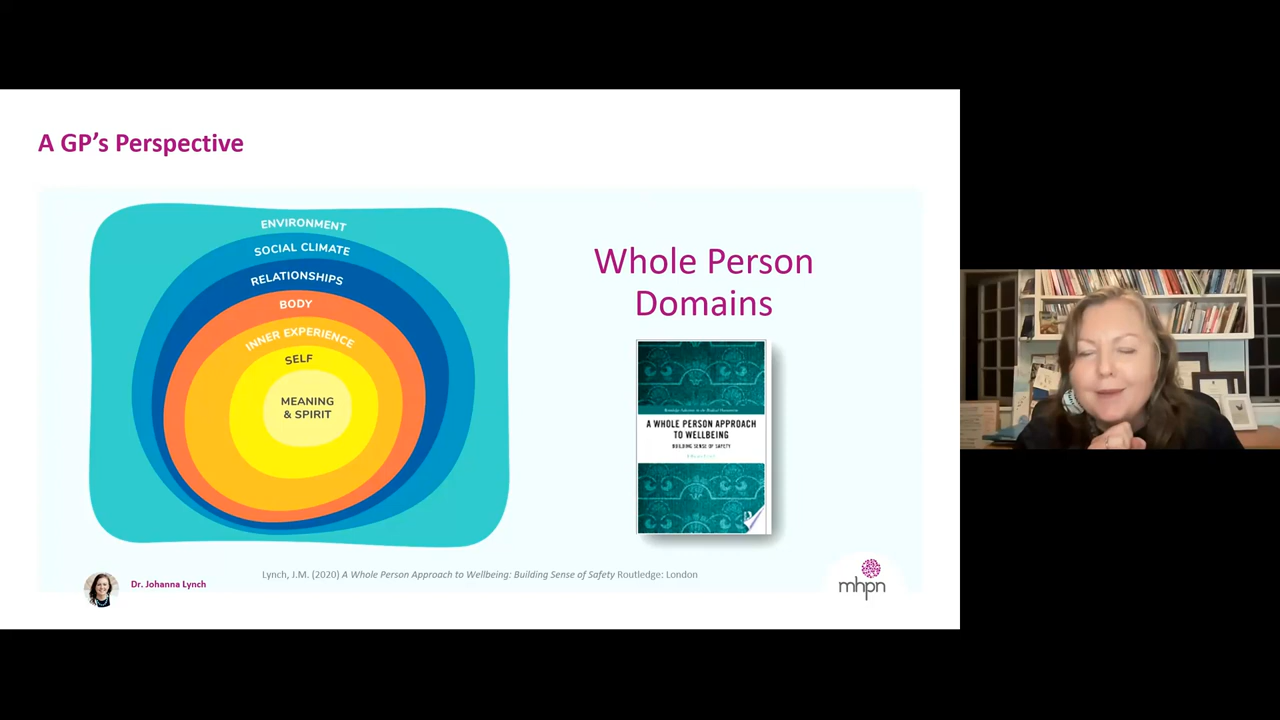 A GP's Perspective
ENVIRONMENT
SOCIAL CLIMATE
RELATIONSHIPS
BODY
INNER EXPERIENCE
SELF
MEANING
& SPIRIT
Whole Person
Domains
A WHOLE PERSON APPROACH
TO WELLBEING
BUILDING SENSE OF SAFETY
Dr. Johanna Lynch
Lynch, J.M. (2020) A Whole Person Approach to Wellbeing: Building Sense of Safety Routledge: London
mhpn